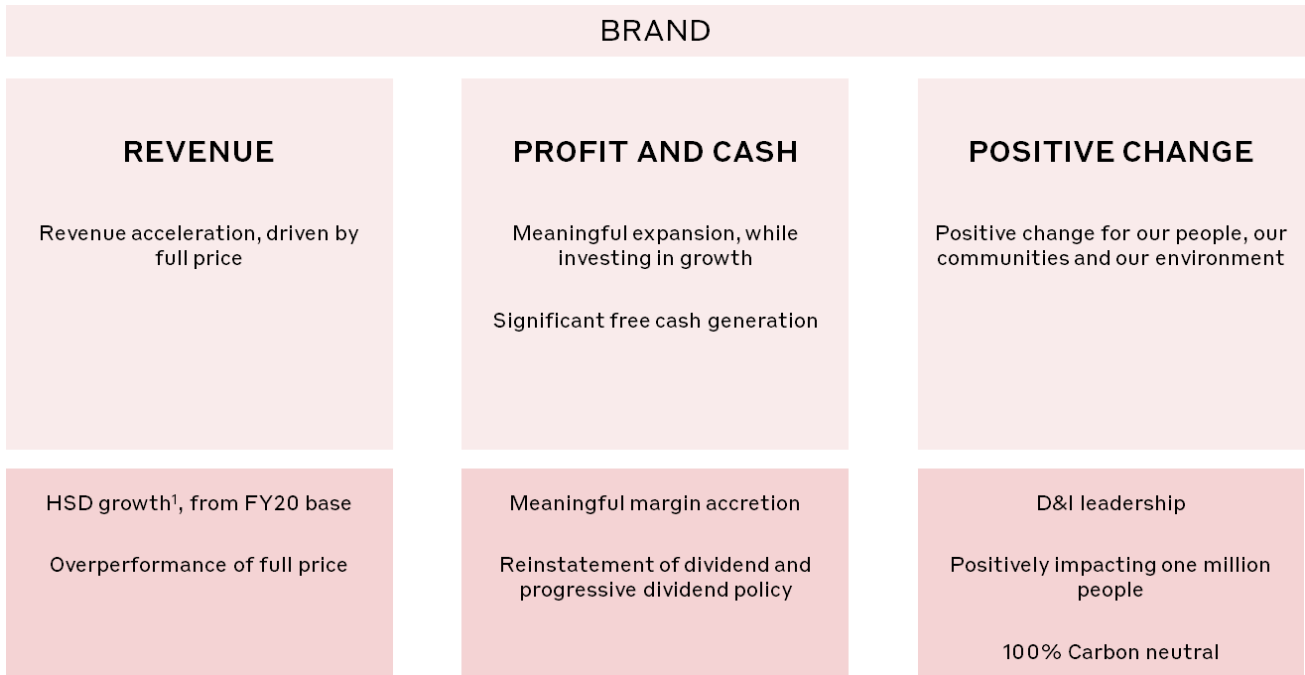 BRAND
REVENUE
Revenue acceleration, driven by
full price
HSD growth¹, from FY20 base
Overperformance of full price
PROFIT AND CASH
Meaningful expansion, while
investing in growth
Significant free cash generation
Meaningful margin accretion
Reinstatement of dividend and
progressive dividend policy
POSITIVE CHANGE
Positive change for our people, our
communities and our environment
D&I leadership
Positively impacting one million
people
100% Carbon neutral